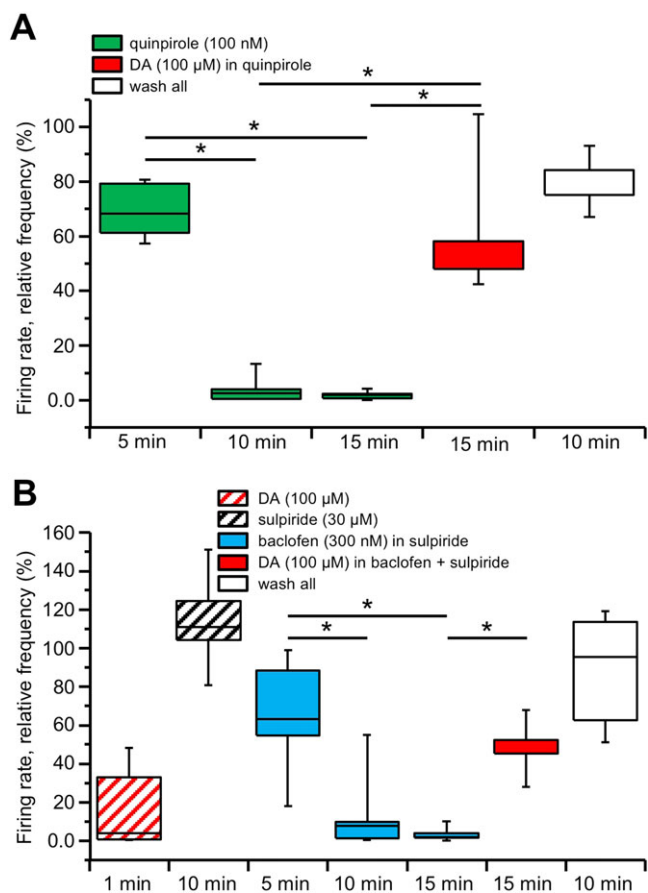 A
quinpirole (100 nM)
DA (100 µM) in quinpirole
wash all
*
*
*
*
Firing rate, relative frequency (%)
100
80
60
40
20
0.0
5 min 10 min 15 min 15 min 10 min
B
DA (100 µM)
sulpiride (30 µM)
baclofen (300 nM) in sulpiride
DA (100 µM) in baclofen + sulpiride
wash all
*
*
*
Firing rate, relative frequency (%)
160
140
120
100
80
60
40
20
0.0
1 min 10 min 5 min 10 min 15 min 15 min 10 min